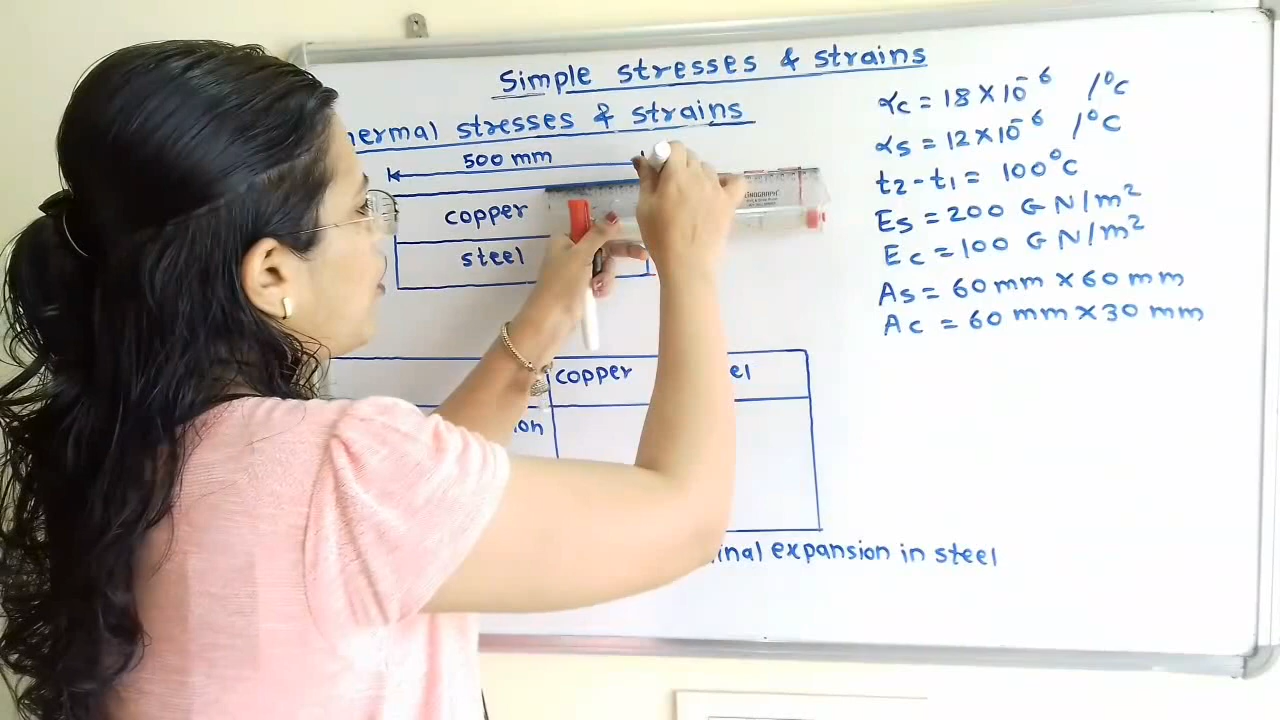 Simple stresses & strains
hermal stresses & strains
500 mm
copper
steel
αc = 18 × 10⁻⁶ /°C
αs = 12 × 10⁻⁶ /°C
t2 - t1 = 100°C
Es = 200 GN/m²
Ec = 100 GN/m²
As = 60 mm × 60 mm
Ac = 60 mm × 30 mm
copper
el
on
inal expansion in steel